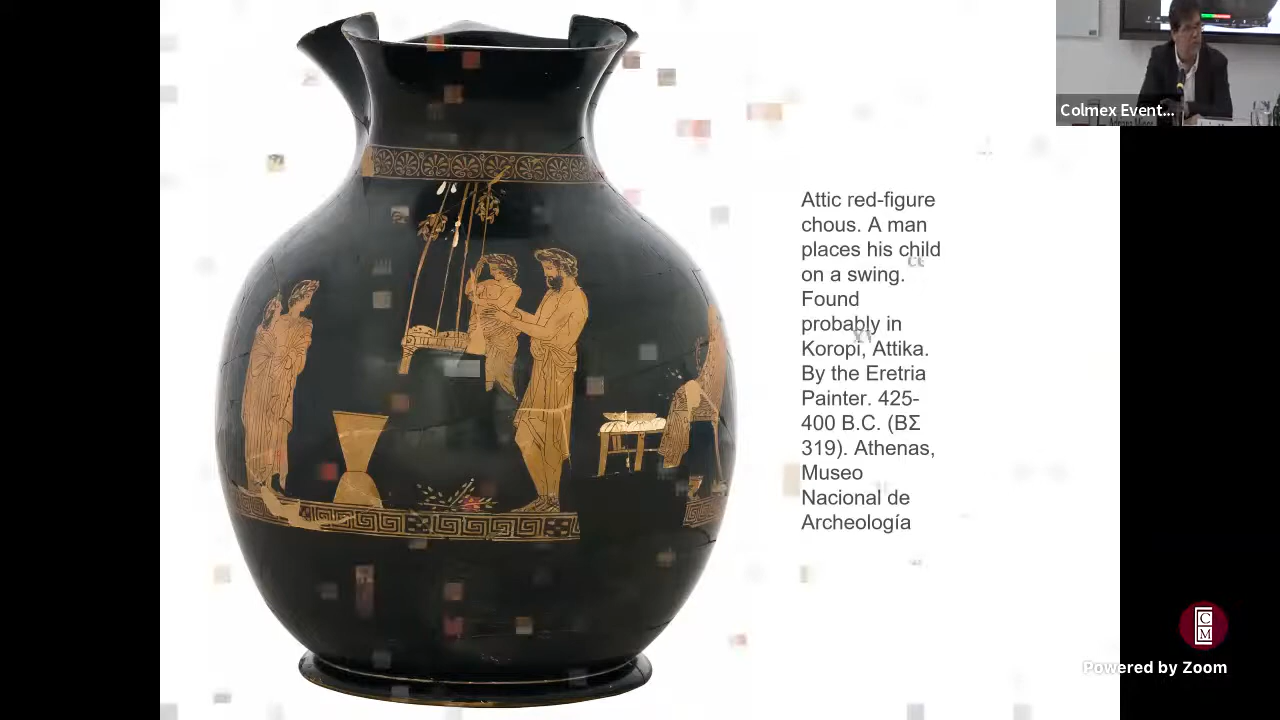 Colmex Event...
Attic red-figure
chous. A man
places his child
on a swing.
Found
probably in
Koropi, Attika.
By the Eretria
Painter. 425-
400 B.C. (ΒΣ
319). Athenas,
Museo
Nacional de
Archeología
C
M
Powered by Zoom